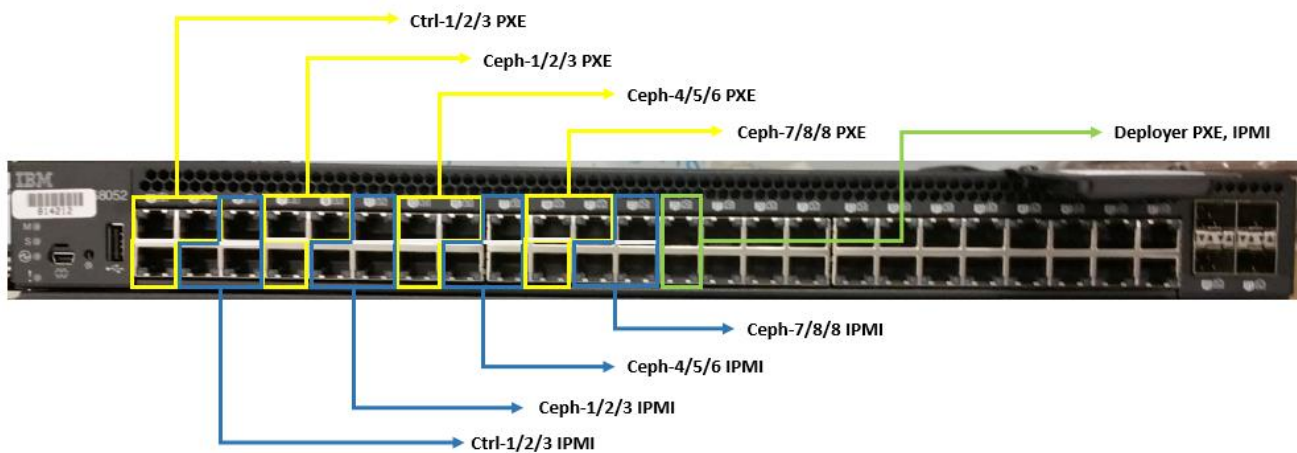 Ctrl-1/2/3 PXE
Ceph-1/2/3 PXE
Ceph-4/5/6 PXE
Ceph-7/8/8 PXE
Deployer PXE, IPMI
IBM
G8052
814212
M
S
Ceph-7/8/8 IPMI
Ceph-4/5/6 IPMI
Ceph-1/2/3 IPMI
Ctrl-1/2/3 IPMI